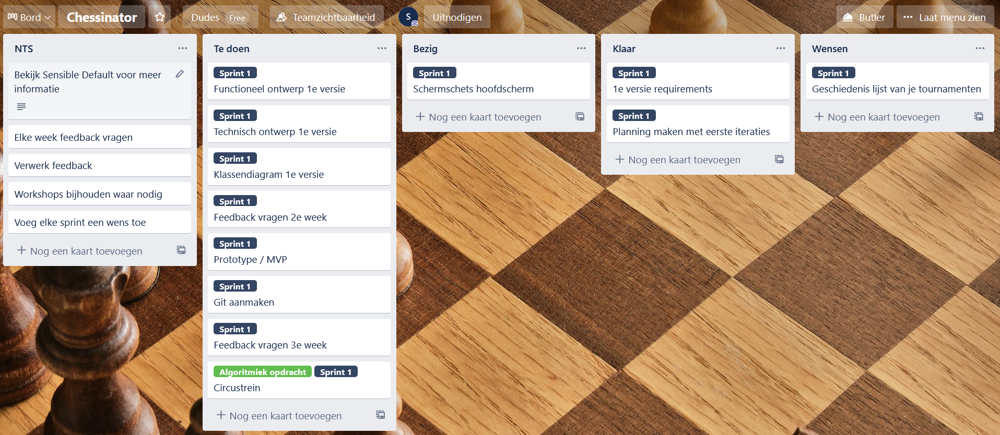 Bord
Chessinator
Dudes Free
Teamzichtbaarheid
S
Uitnodigen
Butler
Laat menu zien
NTS
Bekijk Sensible Default voor meer
informatie
Elke week feedback vragen
Verwerk feedback
Workshops bijhouden waar nodig
Voeg elke sprint een wens toe
Nog een kaart toevoegen
Te doen
Sprint 1
Functioneel ontwerp 1e versie
Sprint 1
Technisch ontwerp 1e versie
Sprint 1
Klassendiagram 1e versie
Sprint 1
Feedback vragen 2e week
Sprint 1
Prototype / MVP
Sprint 1
Git aanmaken
Sprint 1
Feedback vragen 3e week
Algoritmiek opdracht Sprint 1
Circustrein
Nog een kaart toevoegen
Bezig
Sprint 1
Schermschets hoofdscherm
Nog een kaart toevoegen
Klaar
Sprint 1
1e versie requirements
Sprint 1
Planning maken met eerste iteraties
Nog een kaart toevoegen
Wensen
Sprint 1
Geschiedenis lijst van je tournamenten
Nog een kaart toevoegen